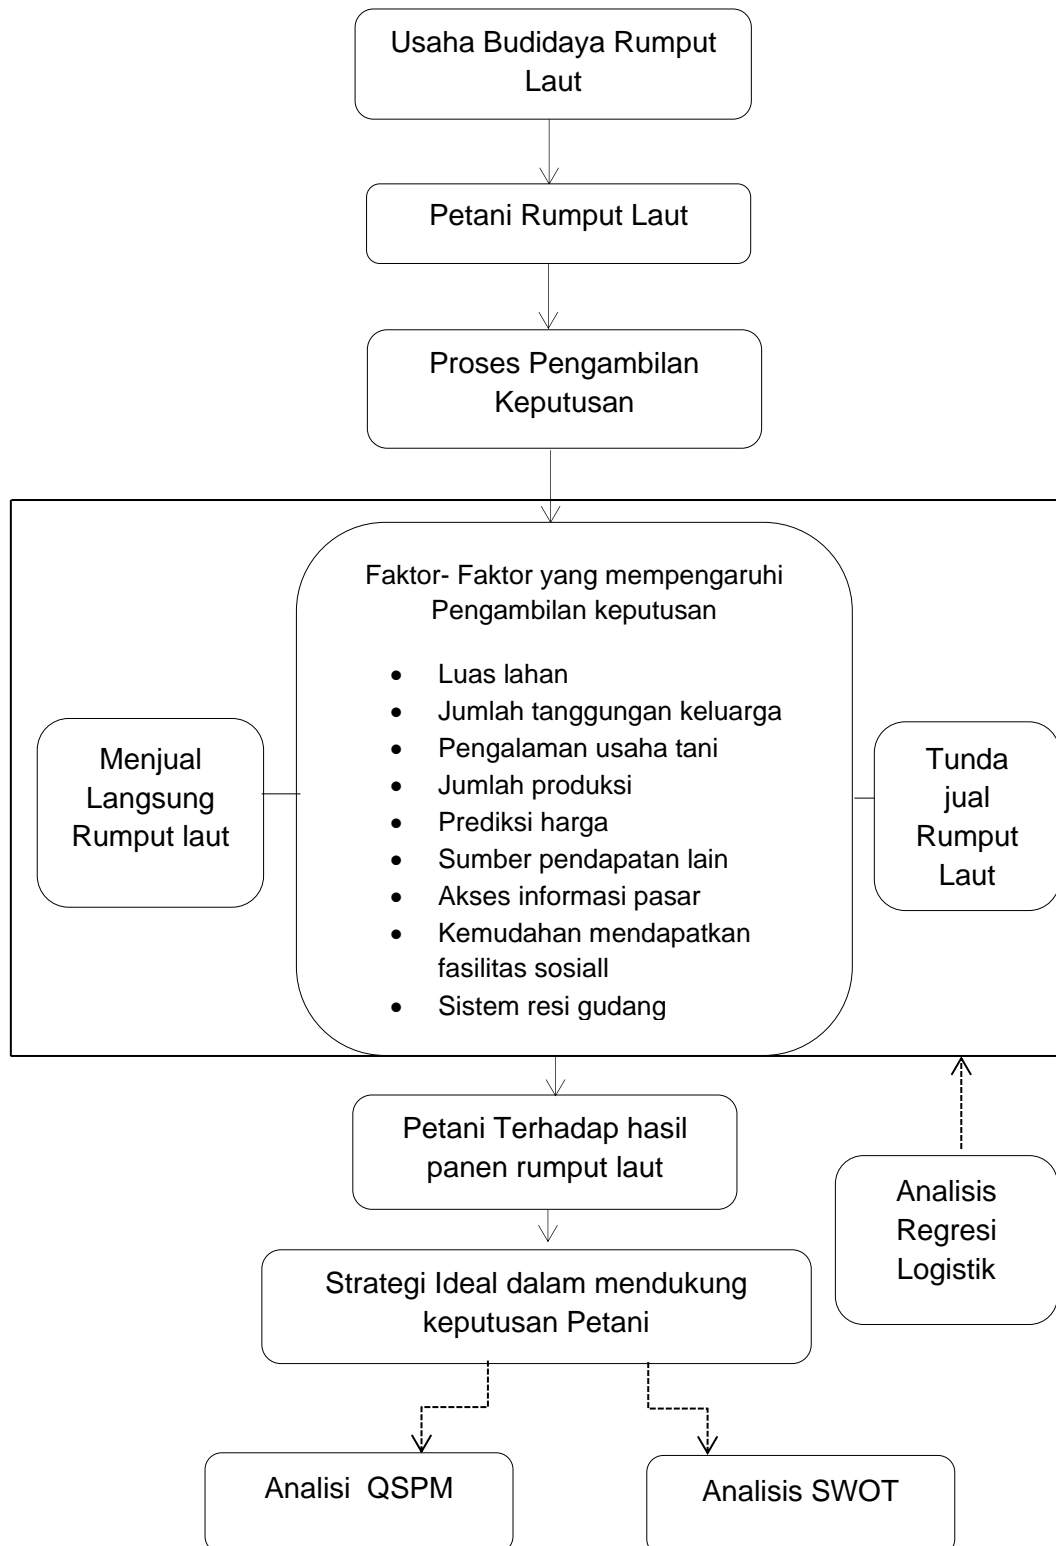 Usaha Budidaya Rumput
Laut
Petani Rumput Laut
Proses Pengambilan
Keputusan
Faktor- Faktor yang mempengaruhi
Pengambilan keputusan
• Luas lahan
• Jumlah tanggungan keluarga
• Pengalaman usaha tani
• Jumlah produksi
• Prediksi harga
• Sumber pendapatan lain
• Akses informasi pasar
• Kemudahan mendapatkan
fasilitas sosiall
• Sistem resi gudang
Menjual
Langsung
Rumput laut
Tunda
jual
Rumput
Laut
Petani Terhadap hasil
panen rumput laut
Analisis
Regresi
Logistik
Strategi Ideal dalam mendukung
keputusan Petani
Analisi  QSPM
Analisis SWOT